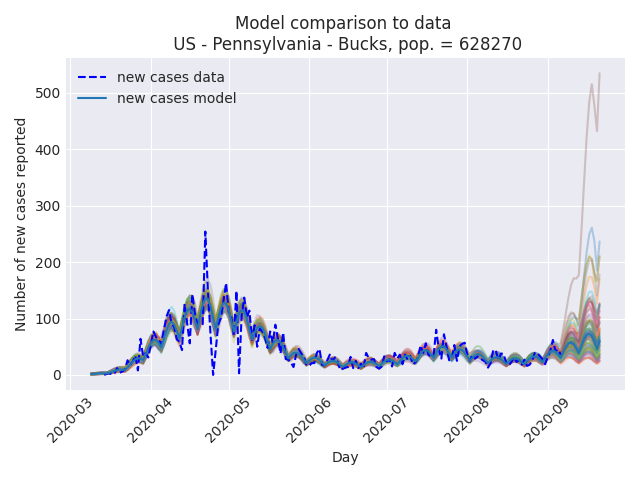 Model comparison to data
US - Pennsylvania - Bucks, pop. = 628270
new cases data
new cases model
Number of new cases reported
500
400
300
200
100
0
2020-03
2020-04
2020-05
2020-06
2020-07
2020-08
2020-09
Day